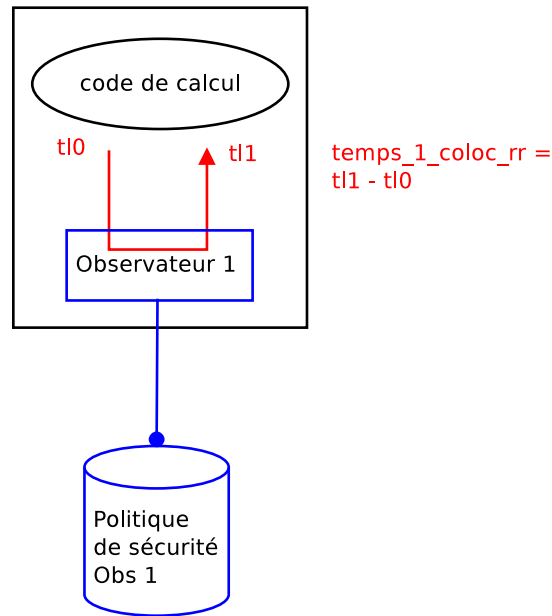 code de calcul
tl0
tl1
temps_1_coloc_rr =
tl1 - tl0
Observateur 1
Politique
de sécurité
Obs 1